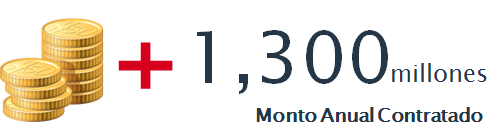 + 1,300 millones
Monto Anual Contratado